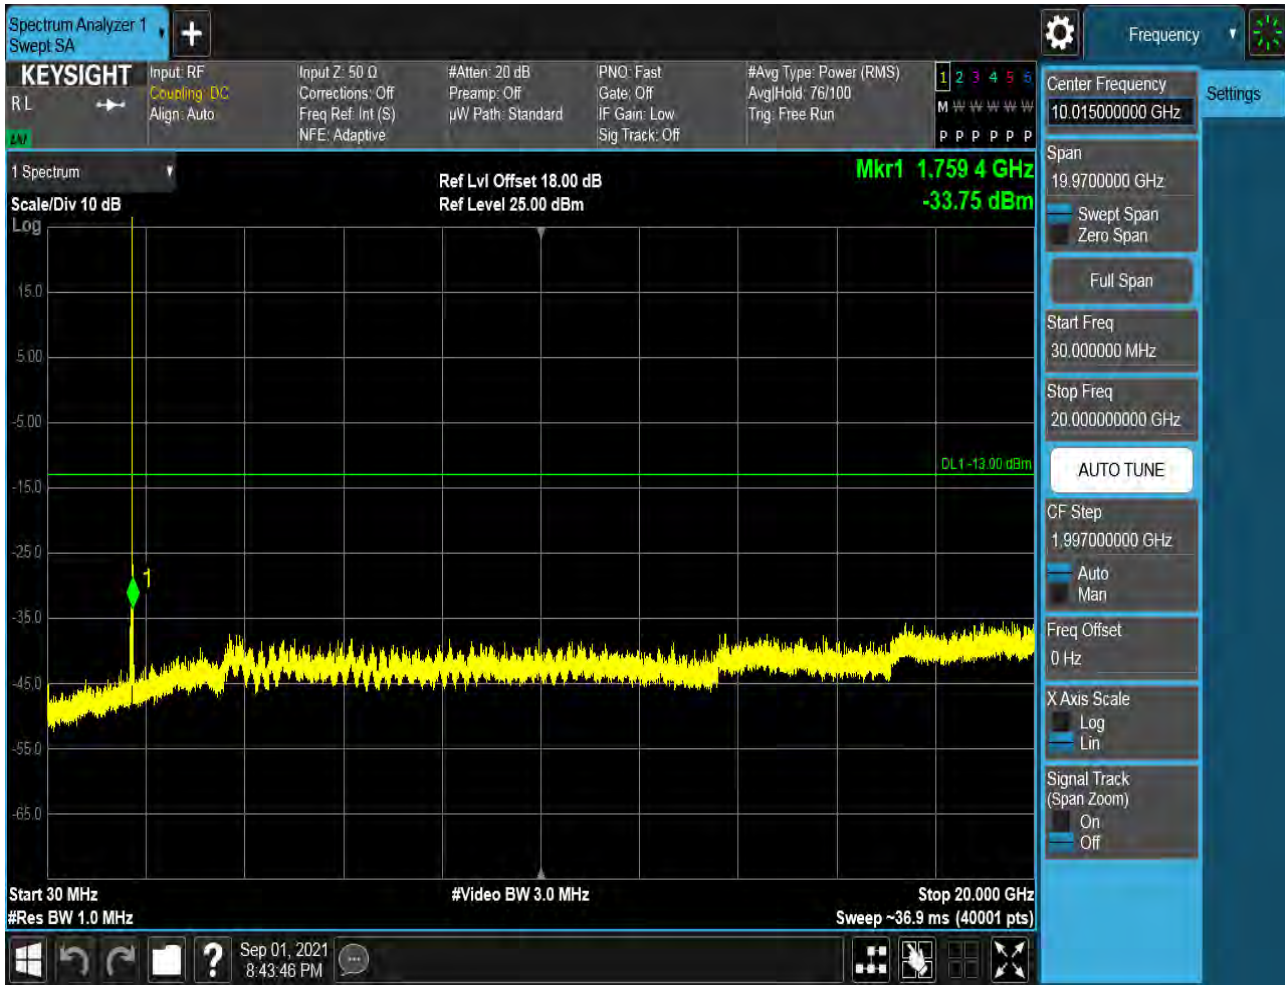 Spectrum Analyzer 1
Swept SA
Frequency
KEYSIGHT
R L
LNI
Input: RF
Coupling: DC
Align: Auto
Input Z: 50 Ω
Corrections: Off
Freq Ref: Int (S)
NFE: Adaptive
#Atten: 20 dB
Preamp: Off
µW Path: Standard
PNO: Fast
Gate: Off
IF Gain: Low
Sig Track: Off
#Avg Type: Power (RMS)
Avg|Hold: 76/100
Trig: Free Run
1 2 3 4 5 6
M W W W W W
P P P P P P
1 Spectrum
Scale/Div 10 dB
Log
Ref Lvl Offset 18.00 dB
Ref Level 25.00 dBm
Mkr1 1.759 4 GHz
-33.75 dBm
15.0
5.00
-5.00
DL1 -13.00 dBm
-15.0
-25.0
1
-35.0
-45.0
-55.0
-65.0
Start 30 MHz
#Res BW 1.0 MHz
#Video BW 3.0 MHz
Stop 20.000 GHz
Sweep ~36.9 ms (40001 pts)
Center Frequency
10.015000000 GHz
Settings
Span
19.9700000 GHz
Swept Span
Zero Span
Full Span
Start Freq
30.000000 MHz
Stop Freq
20.000000000 GHz
AUTO TUNE
CF Step
1.997000000 GHz
Auto
Man
Freq Offset
0 Hz
X Axis Scale
Log
Lin
Signal Track
(Span Zoom)
On
Off
?
Sep 01, 2021
8:43:46 PM